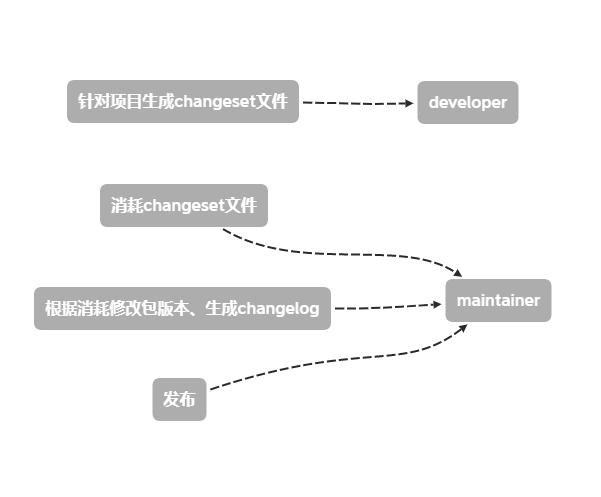 针对项目生成changeset文件
developer
消耗changeset文件
maintainer
根据消耗修改包版本、生成changelog
发布